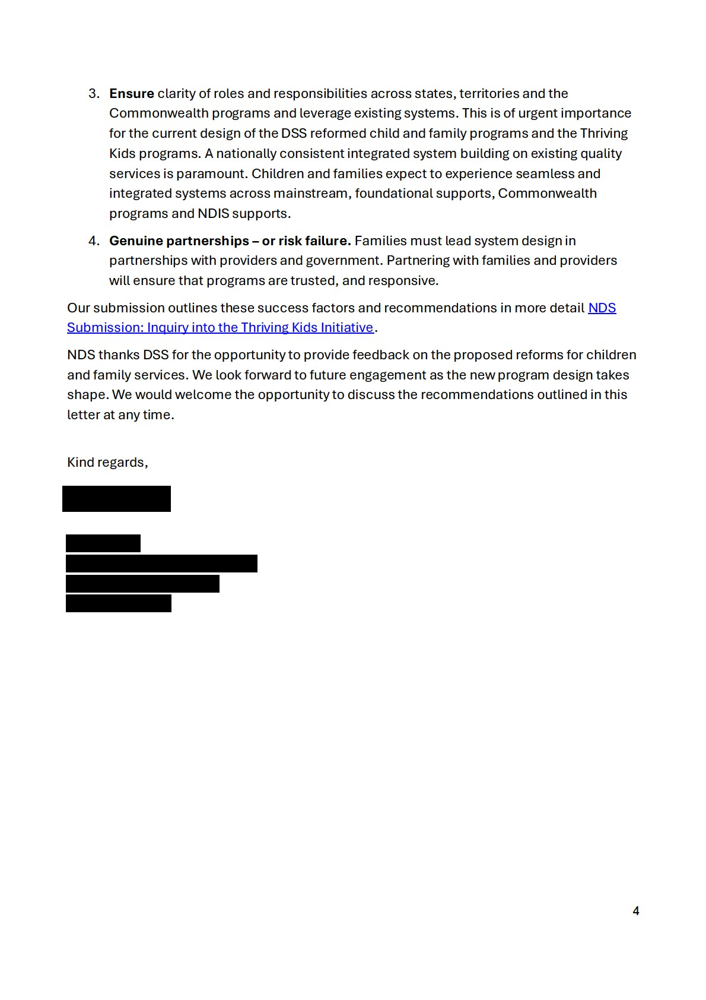 3. Ensure clarity of roles and responsibilities across states, territories and the
Commonwealth programs and leverage existing systems. This is of urgent importance
for the current design of the DSS reformed child and family programs and the Thriving
Kids programs. A nationally consistent integrated system building on existing quality
services is paramount. Children and families expect to experience seamless and
integrated systems across mainstream, foundational supports, Commonwealth
programs and NDIS supports.
4. Genuine partnerships – or risk failure. Families must lead system design in
partnerships with providers and government. Partnering with families and providers
will ensure that programs are trusted, and responsive.
Our submission outlines these success factors and recommendations in more detail NDS
Submission: Inquiry into the Thriving Kids Initiative.
NDS thanks DSS for the opportunity to provide feedback on the proposed reforms for children
and family services. We look forward to future engagement as the new program design takes
shape. We would welcome the opportunity to discuss the recommendations outlined in this
letter at any time.
Kind regards,
4